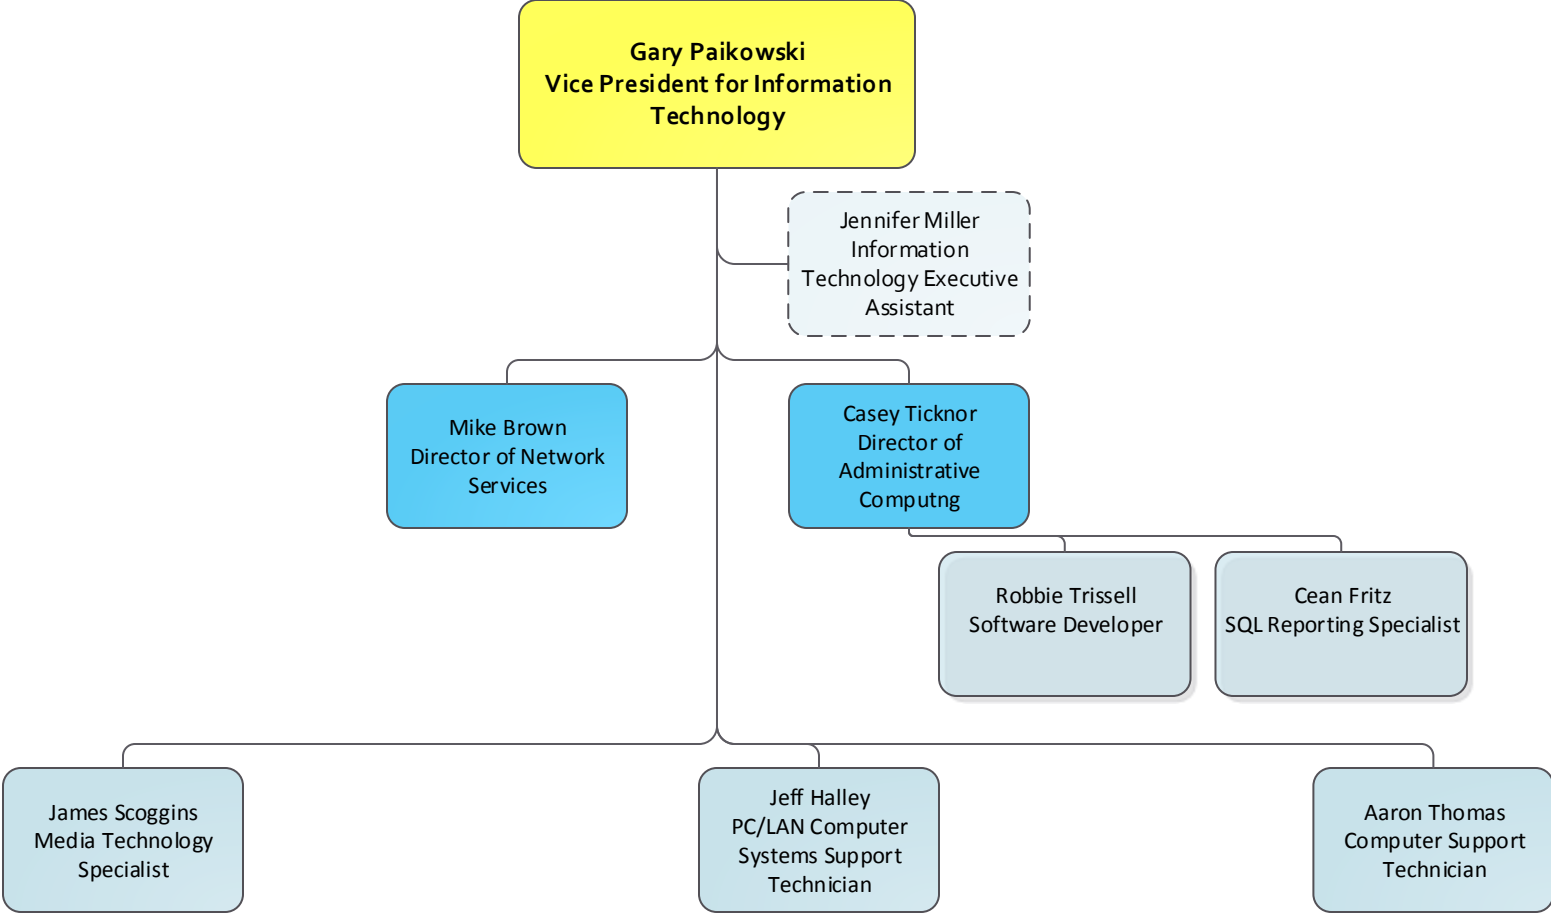 Gary Paikowski
Vice President for Information
Technology
Jennifer Miller
Information
Technology Executive
Assistant
Mike Brown
Director of Network
Services
Casey Ticknor
Director of
Administrative
Computng
Robbie Trissell
Software Developer
Cean Fritz
SQL Reporting Specialist
James Scoggins
Media Technology
Specialist
Jeff Halley
PC/LAN Computer
Systems Support
Technician
Aaron Thomas
Computer Support
Technician